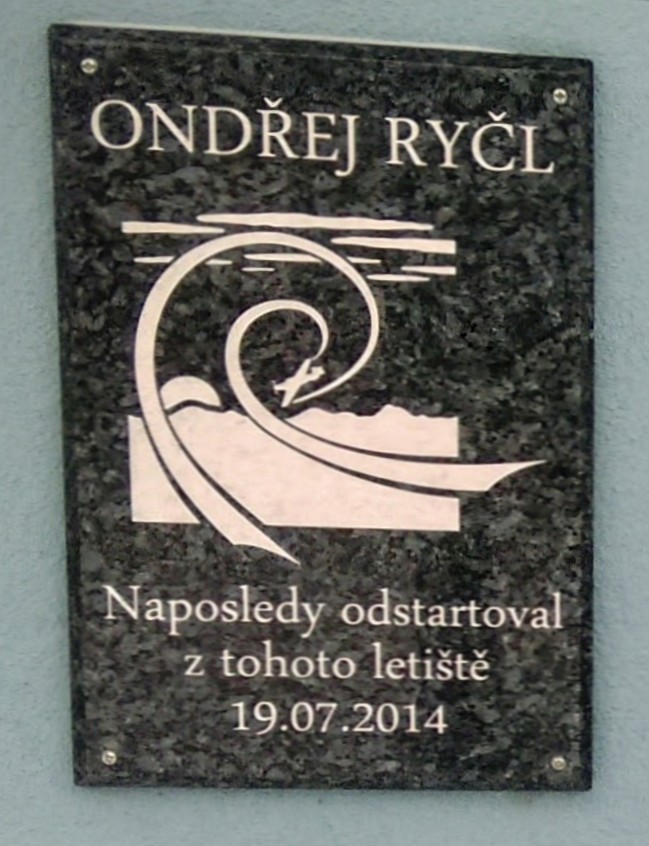 ONDŘEJ RYČL
Naposledy odstartoval
z tohoto letiště
19.07.2014